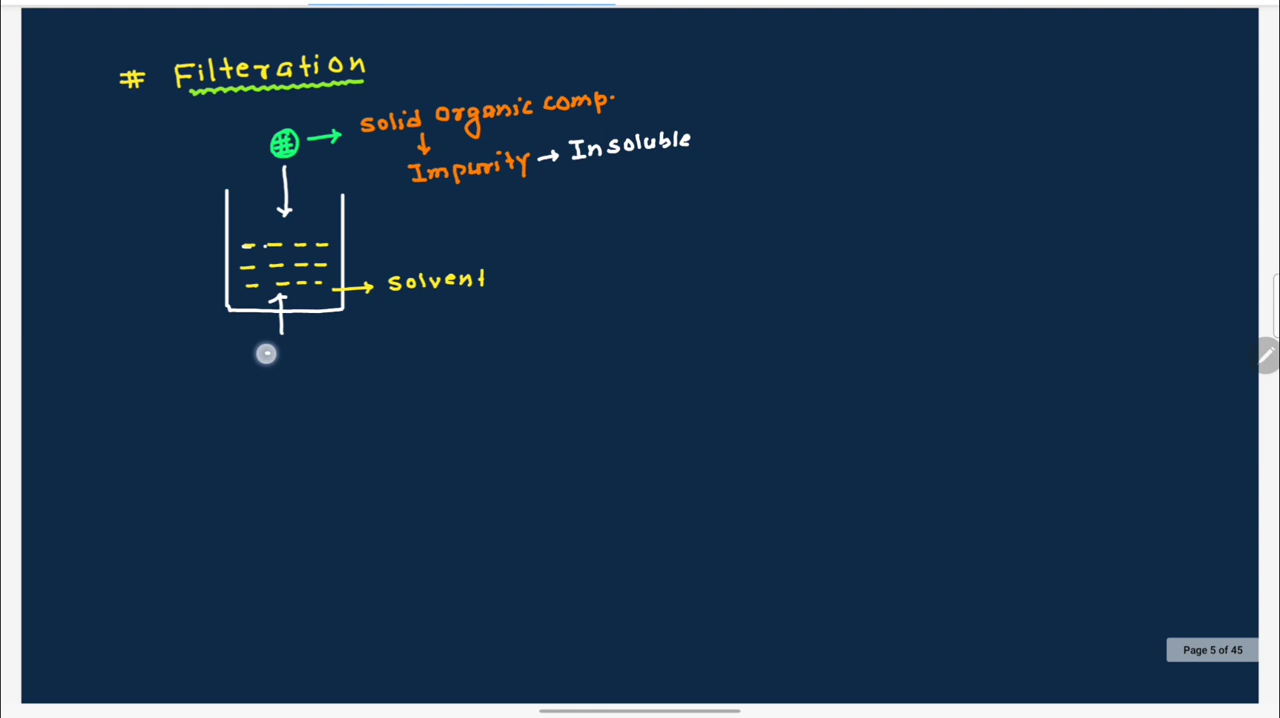 # Filteration
# → Solid organic comp.
↓
Impurity → Insoluble
→ Solvent
Page 5 of 45